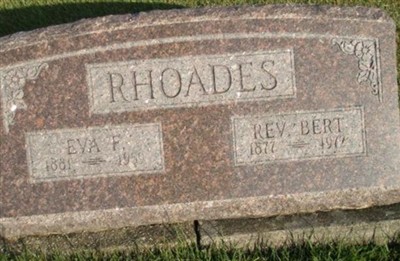 RHOADES
EVA F.
1881
REV. BERT
1877